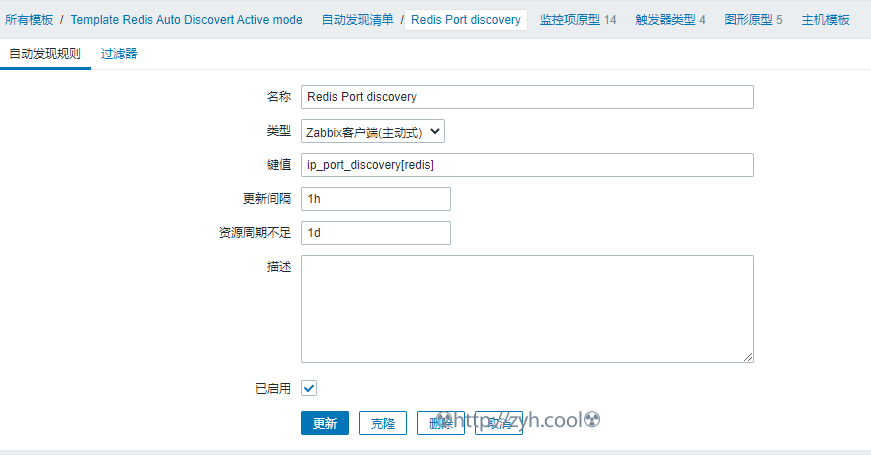 所有模板 / Template Redis Auto Discovert Active mode 自动发现清单 / Redis Port discovery 监控项原型 14 触发器类型 4 图形原型 5 主机模板
自动发现规则 过滤器
名称 Redis Port discovery
类型 Zabbix客户端(主动式)
键值 ip_port_discovery[redis]
更新间隔 1h
资源周期不足 1d
描述
已启用
更新 克隆 删除 取消
☢http://zyh.cool☢